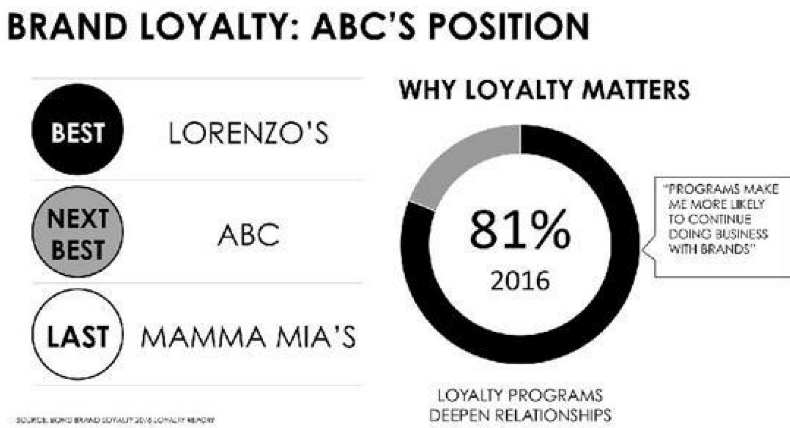 BRAND LOYALTY: ABC'S POSITION
BEST
LORENZO'S
NEXT
BEST
ABC
LAST
MAMMA MIA'S
WHY LOYALTY MATTERS
81%
2016
"PROGRAMS MAKE
ME MORE LIKELY
TO CONTINUE
DOING BUSINESS
WITH BRANDS"
LOYALTY PROGRAMS
DEEPEN RELATIONSHIPS
SOURCE: BOND BRAND LOYALTY 2016 LOYALTY REPORT